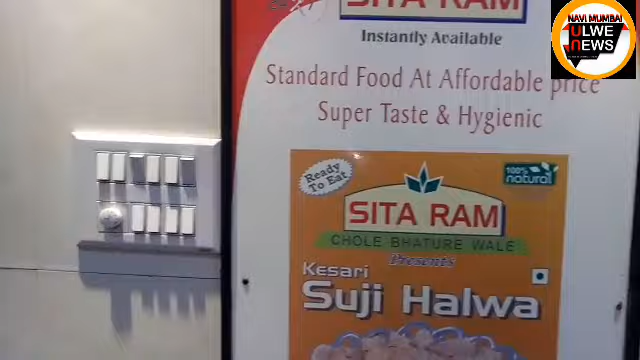 SITA RAM
Instantly Available
Standard Food At Affordable price
Super Taste & Hygienic
Ready
To Eat
100%
natural
SITA RAM
CHOLE BHATURE WALE
Presents
Kesari
Suji Halwa
NAVI MUMBAI
ULWE
nEWS